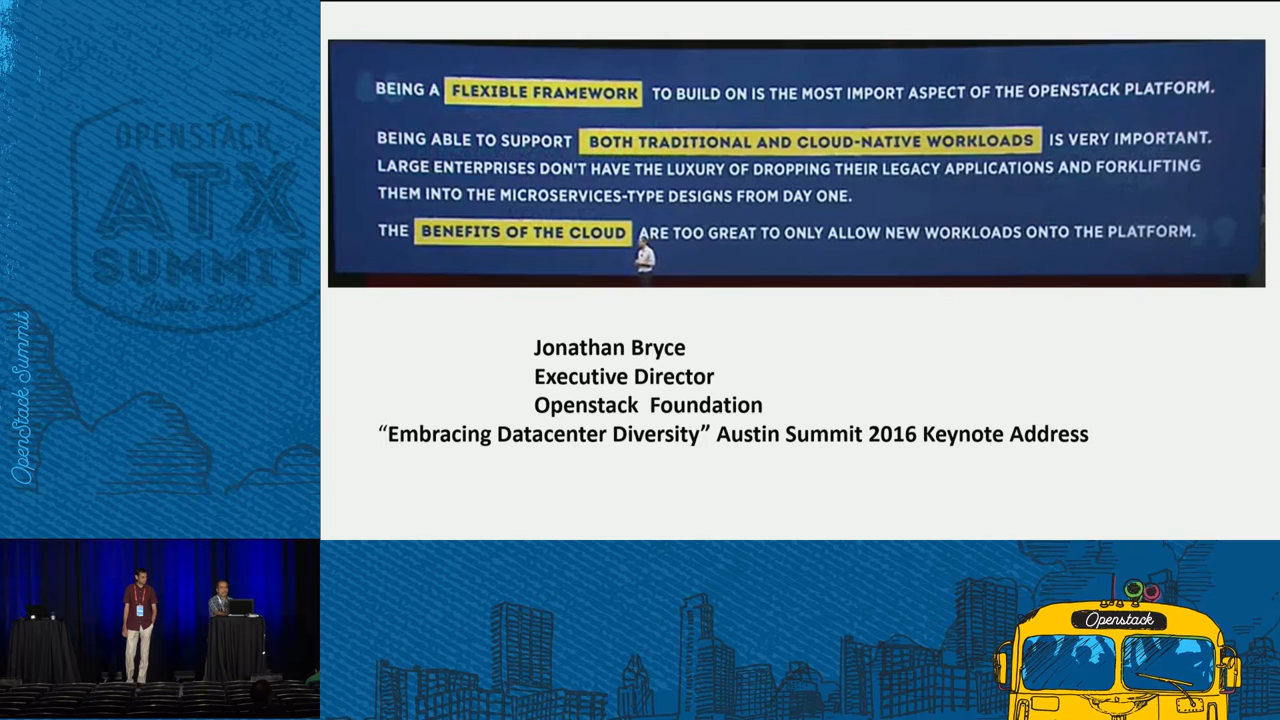 BEING A FLEXIBLE FRAMEWORK TO BUILD ON IS THE MOST IMPORT ASPECT OF THE OPENSTACK PLATFORM.
BEING ABLE TO SUPPORT BOTH TRADITIONAL AND CLOUD-NATIVE WORKLOADS IS VERY IMPORTANT.
LARGE ENTERPRISES DON'T HAVE THE LUXURY OF DROPPING THEIR LEGACY APPLICATIONS AND FORKLIFTING
THEM INTO THE MICROSERVICES-TYPE DESIGNS FROM DAY ONE.
THE BENEFITS OF THE CLOUD ARE TOO GREAT TO ONLY ALLOW NEW WORKLOADS ONTO THE PLATFORM.
Jonathan Bryce
Executive Director
Openstack Foundation
“Embracing Datacenter Diversity” Austin Summit 2016 Keynote Address
OPENSTACK
ATX
SUMMIT
Austin 2016
OpenStack Summit
Openstack